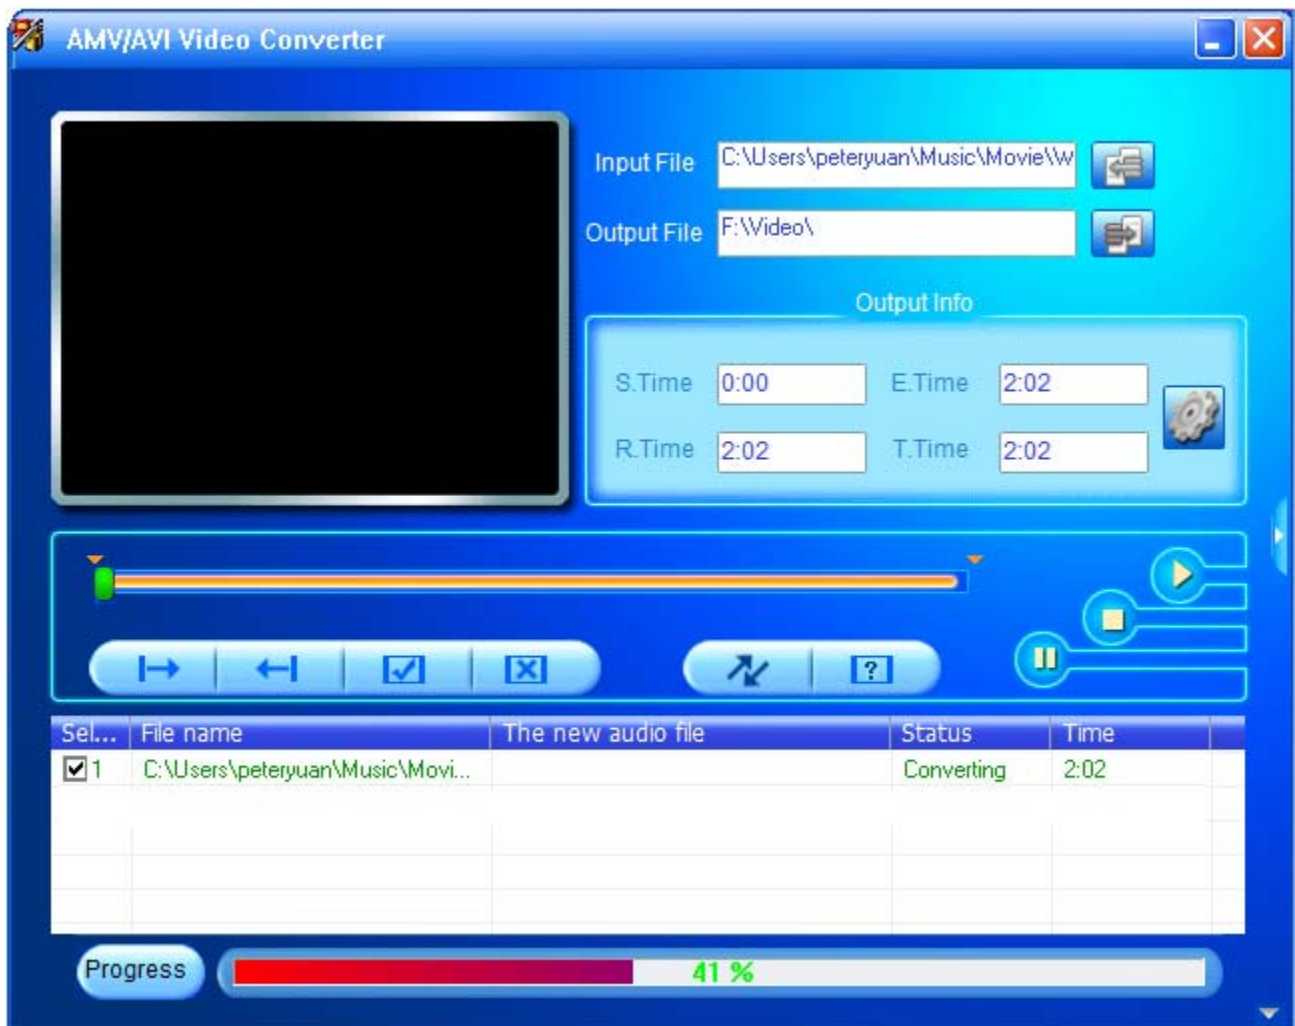 AMV/AVI Video Converter
Input File C:\Users\peteryuan\Music\Movie\\w
Output File F:\Video\
Output Info
S.Time 0:00 E.Time 2:02
R.Time 2:02 T.Time 2:02
Sel... File name The new audio file Status Time
1 C:\Users\peteryuan\Music\Movi... Converting 2:02
Progress 41 %